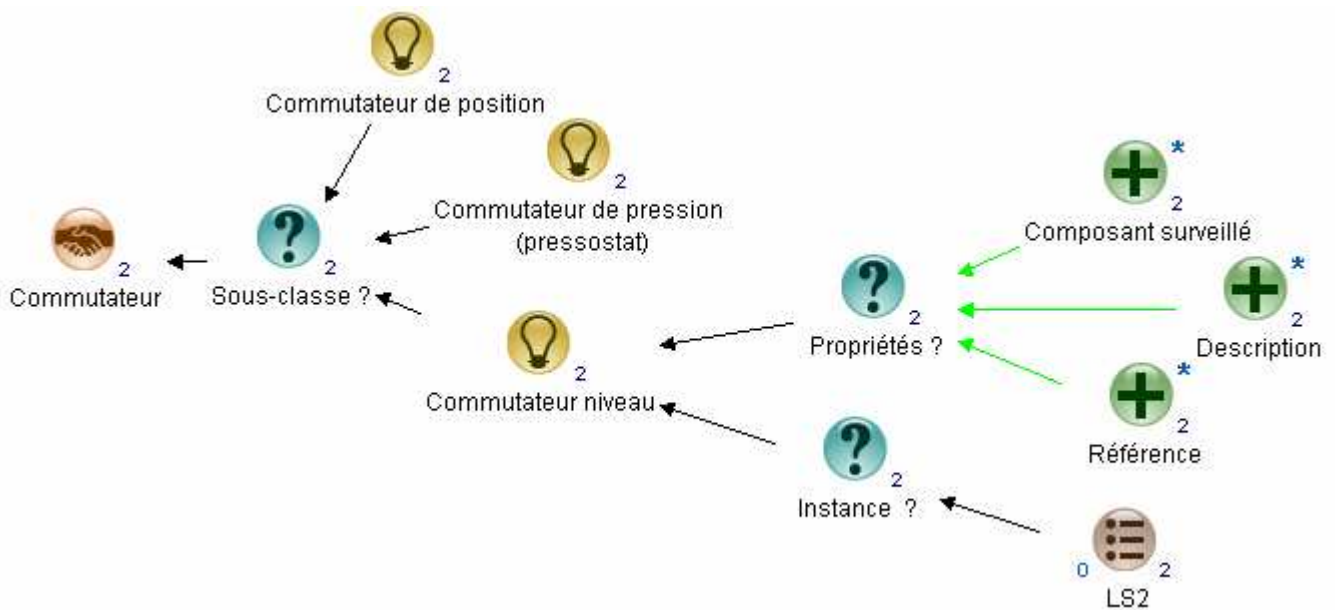 2
Commutateur de position
2
Commutateur de pression
(pressostat)
*
2
Composant surveillé
2
Commutateur
2
Sous-classe ?
2
Propriétés ?
*
2
Description
2
Commutateur niveau
*
2
Référence
2
Instance ?
0 2
LS2